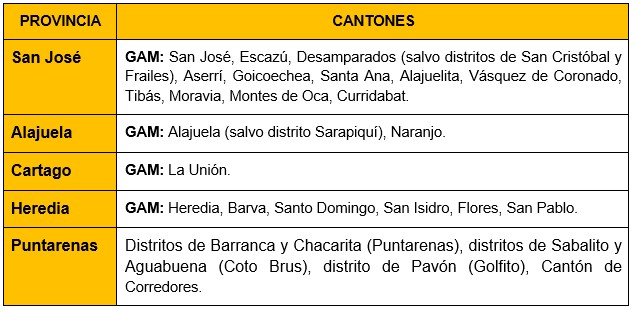 PROVINCIA CANTONES
San José GAM: San José, Escazú, Desamparados (salvo distritos de San Cristóbal y
Frailes), Aserrí, Goicoechea, Santa Ana, Alajuelita, Vásquez de Coronado,
Tibás, Moravia, Montes de Oca, Curridabat.
Alajuela GAM: Alajuela (salvo distrito Sarapiquí), Naranjo.
Cartago GAM: La Unión.
Heredia GAM: Heredia, Barva, Santo Domingo, San Isidro, Flores, San Pablo.
Puntarenas Distritos de Barranca y Chacarita (Puntarenas), distritos de Sabalito y
Aguabuena (Coto Brus), distrito de Pavón (Golfito), Cantón de
Corredores.